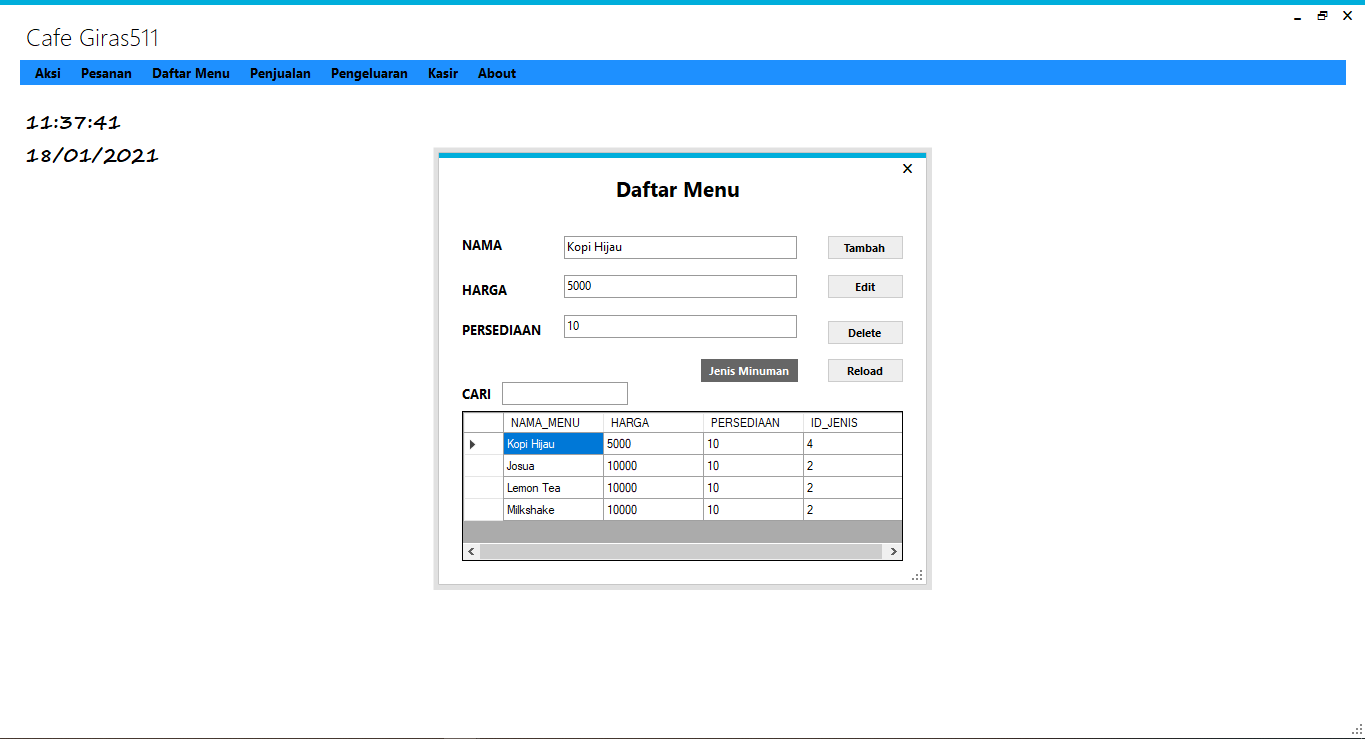 Cafe Giras511
Aksi Pesanan Daftar Menu Penjualan Pengeluaran Kasir About
11:37:41
18/01/2021
Daftar Menu
NAMA Kopi Hijau Tambah
HARGA 5000 Edit
PERSEDIAAN 10 Delete
Jenis Minuman Reload
CARI
NAMA_MENU HARGA PERSEDIAAN ID_JENIS
Kopi Hijau 5000 10 4
Josua 10000 10 2
Lemon Tea 10000 10 2
Milkshake 10000 10 2